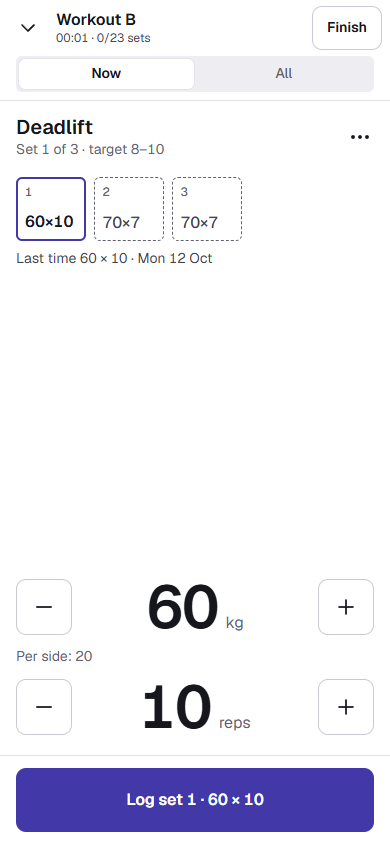 Workout B
00:01 · 0/23 sets
Finish
Now
All
Deadlift
Set 1 of 3 · target 8–10
1
60×10
2
70×7
3
70×7
Last time 60 × 10 · Mon 12 Oct
60 kg
Per side: 20
10 reps
Log set 1 · 60 × 10